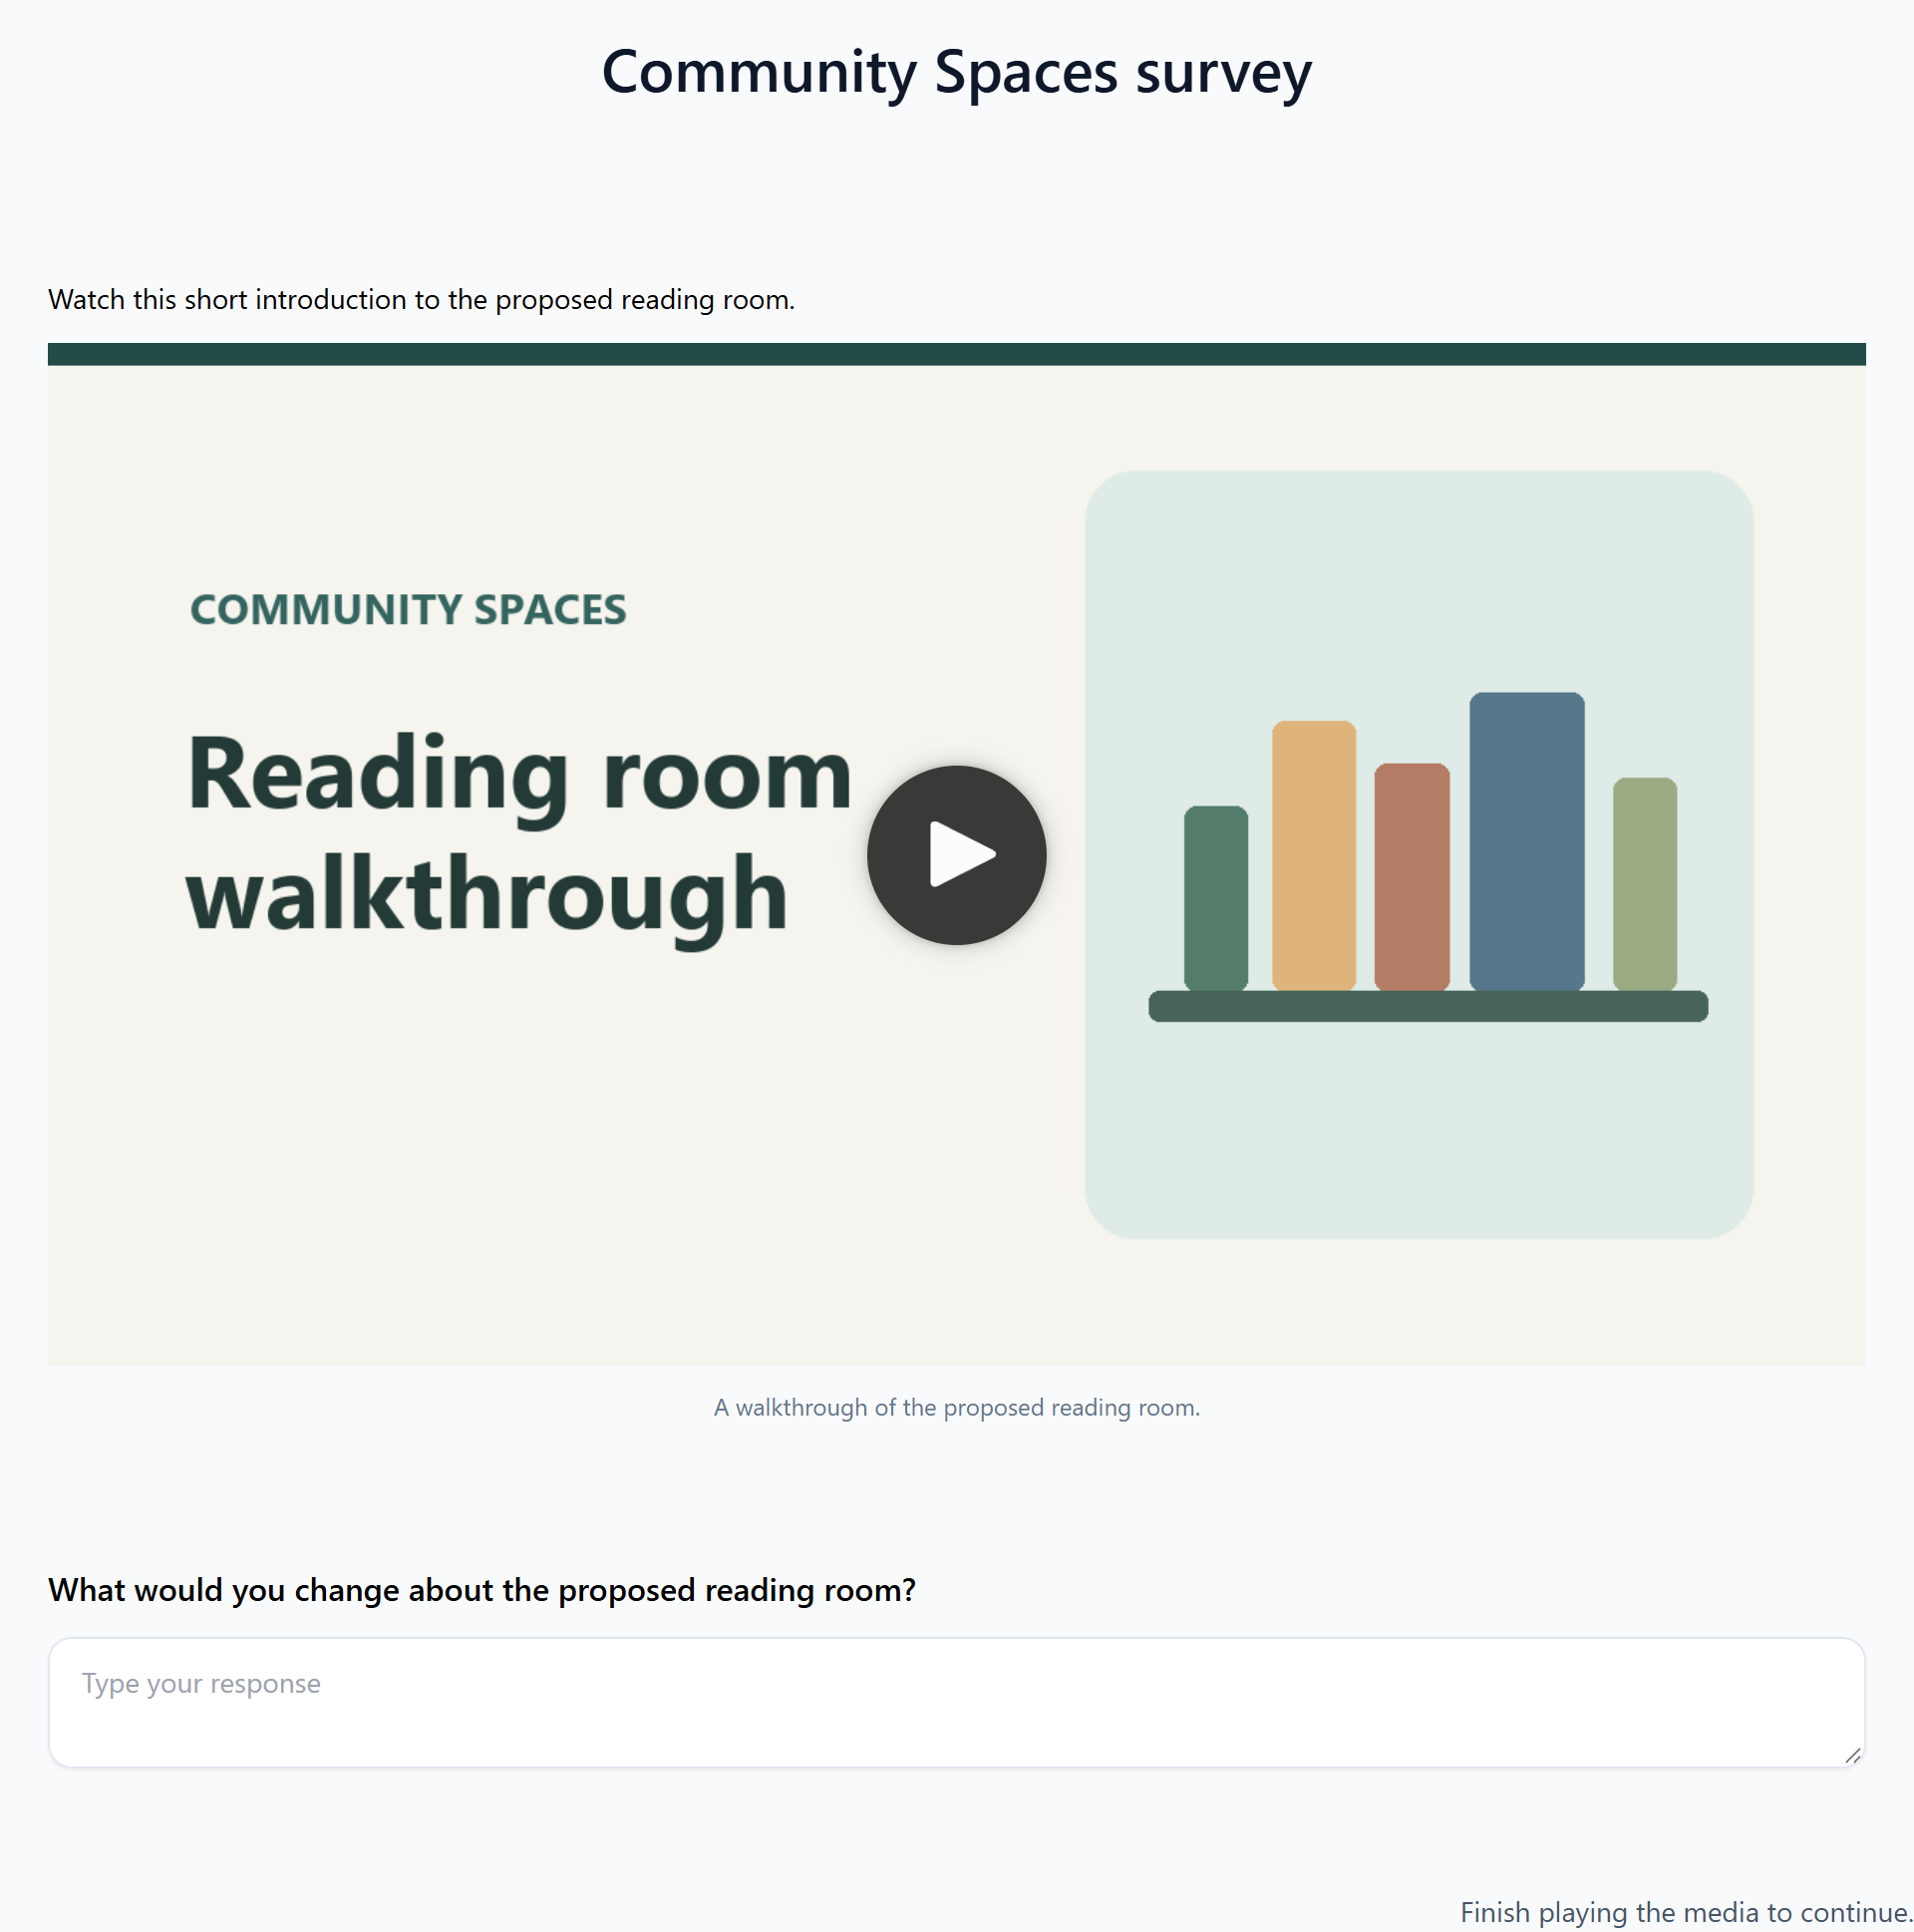 Community Spaces survey
Watch this short introduction to the proposed reading room.
COMMUNITY SPACES
Reading room
walkthrough
A walkthrough of the proposed reading room.
What would you change about the proposed reading room?
Type your response
Finish playing the media to continue.